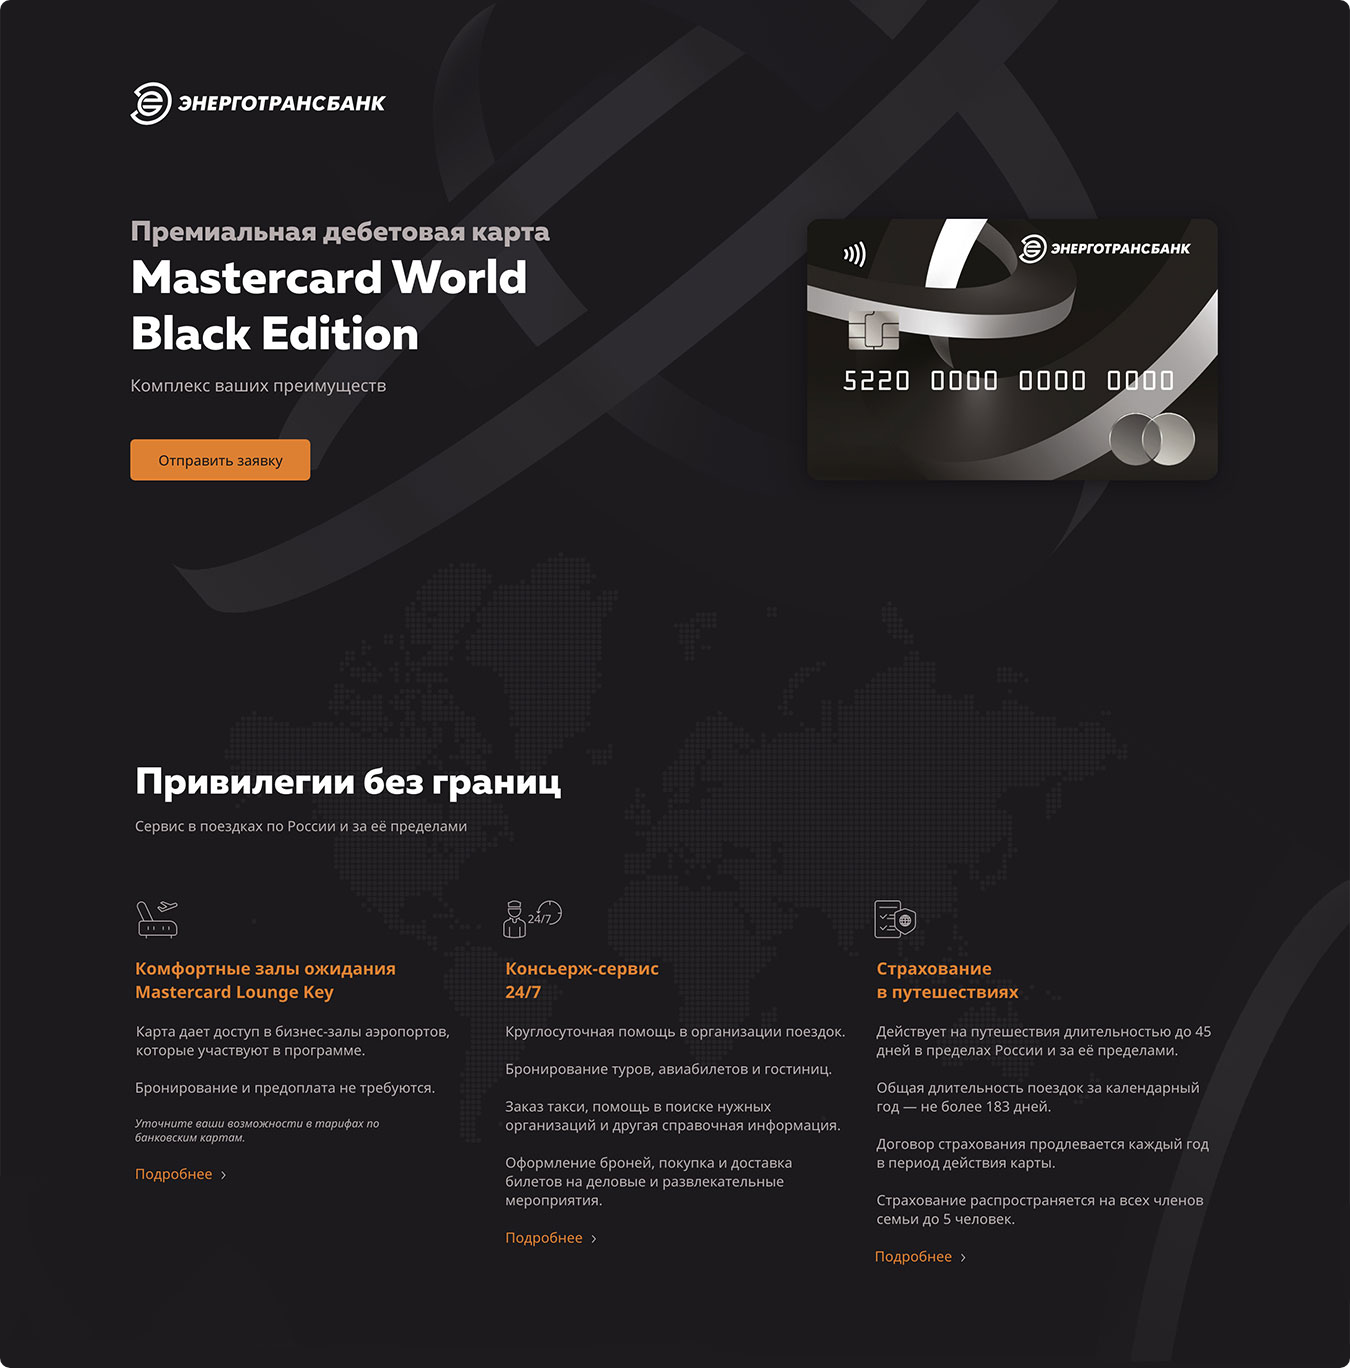 ЭНЕРГОТРАНСБАНК
Премиальная дебетовая карта
Mastercard World
Black Edition
Комплекс ваших преимуществ
Отправить заявку
ЭНЕРГОТРАНСБАНК
5220 0000 0000 0000
Привилегии без границ
Сервис в поездках по России и за её пределами
Комфортные залы ожидания
Mastercard Lounge Key
Карта дает доступ в бизнес-залы аэропортов,
которые участвуют в программе.
Бронирование и предоплата не требуются.
Уточните ваши возможности в тарифах по
банковским картам.
Подробнее
24/7
Консьерж-сервис
24/7
Круглосуточная помощь в организации поездок.
Бронирование туров, авиабилетов и гостиниц.
Заказ такси, помощь в поиске нужных
организаций и другая справочная информация.
Оформление броней, покупка и доставка
билетов на деловые и развлекательные
мероприятия.
Подробнее
Страхование
в путешествиях
Действует на путешествия длительностью до 45
дней в пределах России и за её пределами.
Общая длительность поездок за календарный
год — не более 183 дней.
Договор страхования продлевается каждый год
в период действия карты.
Страхование распространяется на всех членов
семьи до 5 человек.
Подробнее